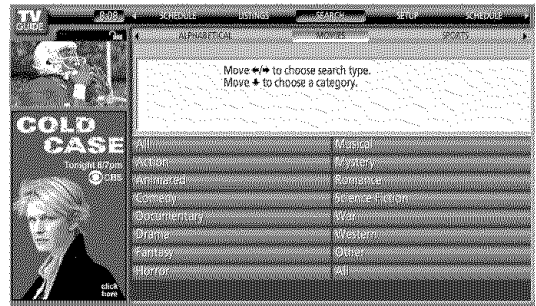 TV GUIDE
8:08
SCHEDULE LISTINGS SEARCH SETUP SCHEDULE
ALPHABETICAL MOVIES SPORTS
Move ←/→ to choose search type.
Move ↓ to choose a category.
COLD CASE
Tonight 8/7pm
CBS
click here
All Musical
Action Mystery
Animated Romance
Comedy Science Fiction
Documentary War
Drama Western
Fantasy Other
Horror All